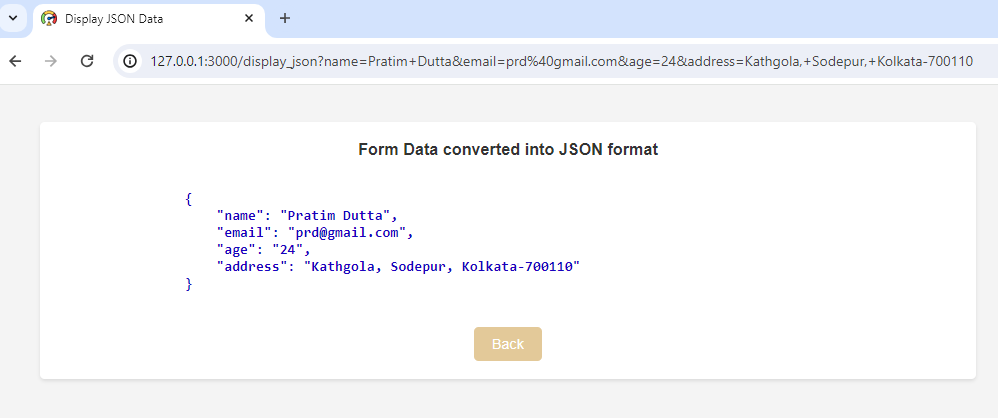 Display JSON Data
127.0.0.1:3000/display_json?name=Pratim+Dutta&email=prd%40gmail.com&age=24&address=Kathgola,+Sodepur,+Kolkata-700110
Form Data converted into JSON format
{
    "name": "Pratim Dutta",
    "email": "prd@gmail.com",
    "age": "24",
    "address": "Kathgola, Sodepur, Kolkata-700110"
}
Back